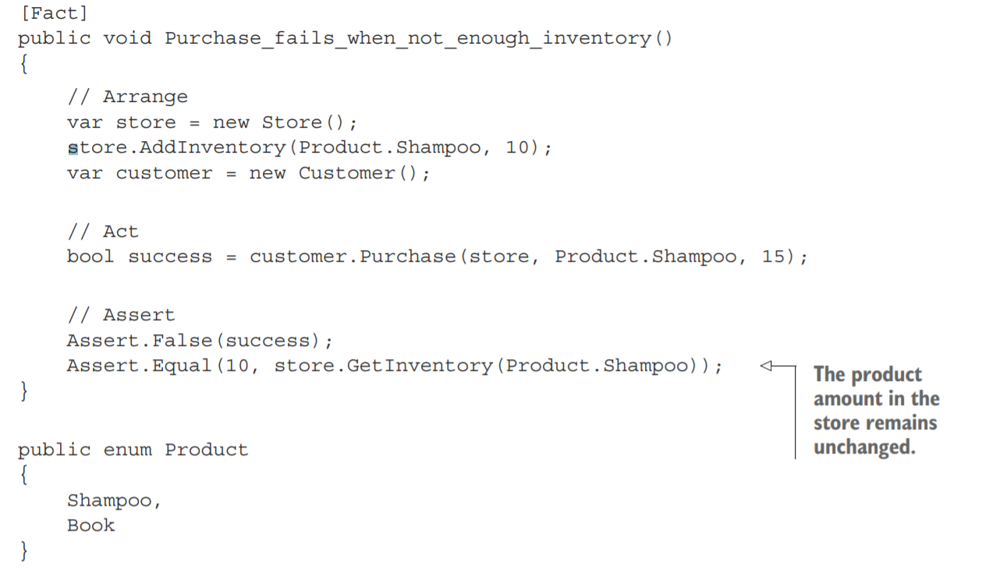 [Fact]
public void Purchase_fails_when_not_enough_inventory()
{
// Arrange
var store = new Store();
store.AddInventory(Product.Shampoo, 10);
var customer = new Customer();
// Act
bool success = customer.Purchase(store, Product.Shampoo, 15);
// Assert
Assert.False(success);
Assert.Equal(10, store.GetInventory(Product.Shampoo));
The product
amount in the
store remains
unchanged.
}
public enum Product
{
Shampoo,
Book
}